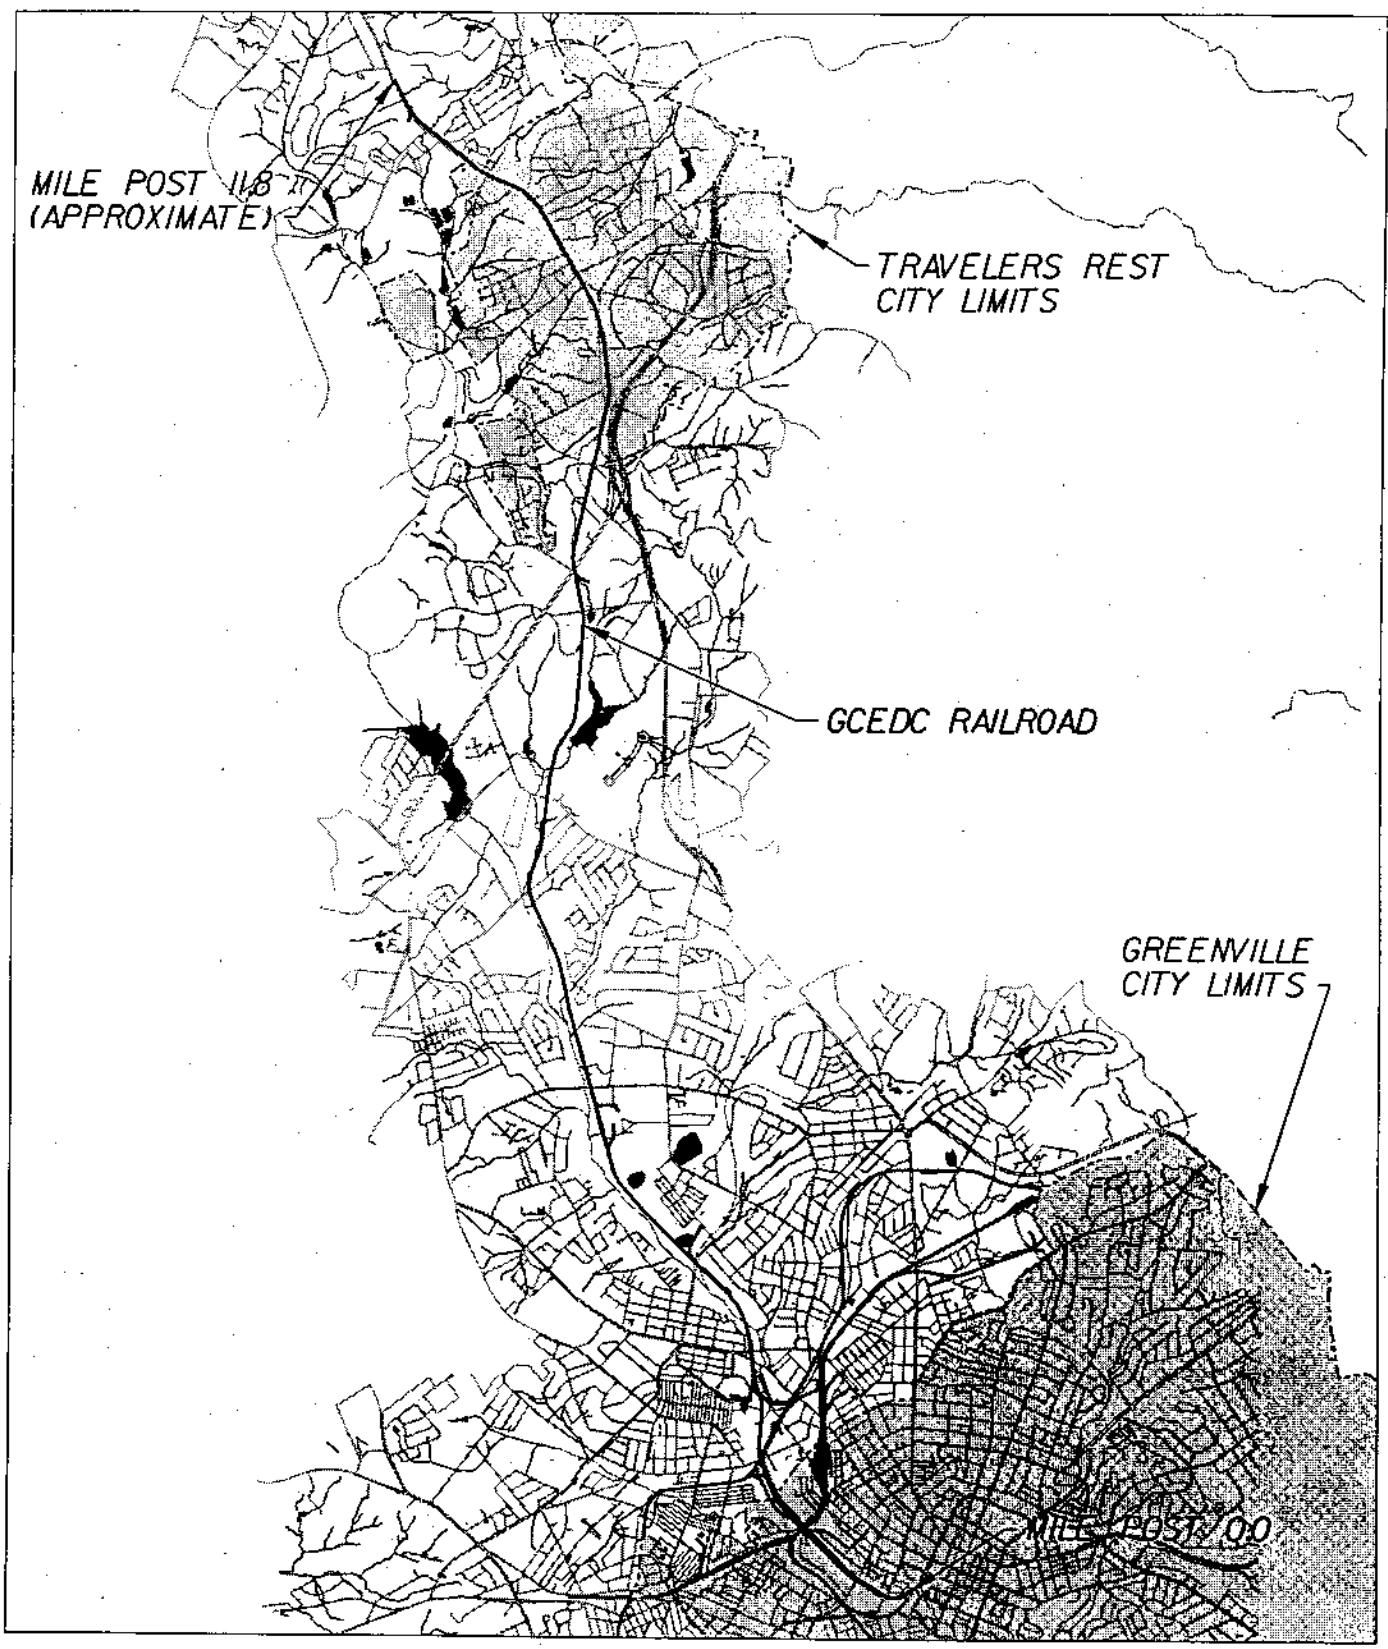 MILE POST 11.8
(APPROXIMATE)
TRAVELERS REST
CITY LIMITS
GCEDC RAILROAD
GREENVILLE
CITY LIMITS
MILE POST 0.0